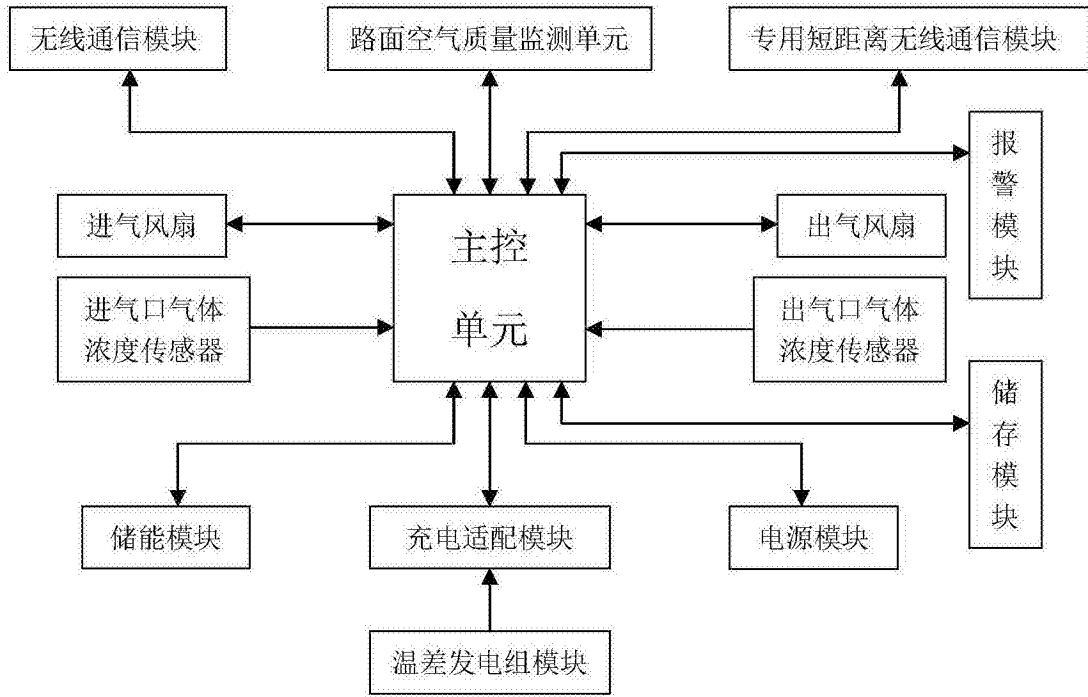 无线通信模块
路面空气质量监测单元
专用短距离无线通信模块
报
警
模
块
进气风扇
主控
单元
出气风扇
进气口气体
浓度传感器
出气口气体
浓度传感器
储
存
模
块
储能模块
充电适配模块
电源模块
温差发电组模块